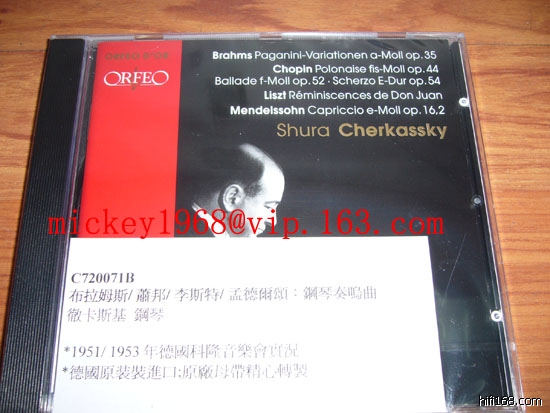 ORFEO
Brahms Paganini-Variationen a-Moll op. 35
Chopin Polonaise fis-Moll op. 44
Ballade f-Moll op. 52 · Scherzo E-Dur op. 54
Liszt Réminiscences de Don Juan
Mendelssohn Capriccio e-Moll op. 16,2
Shura Cherkassky
mickey1968@vip.163.com
C720071B
布拉姆斯/ 蕭邦/ 李斯特/ 孟德爾頌：鋼琴奏鳴曲
徹卡斯基 鋼琴
*1951/ 1953 年德國科隆音樂會實況
*德國原裝裝進口;原廠母帶精心轉製
hifi168.com